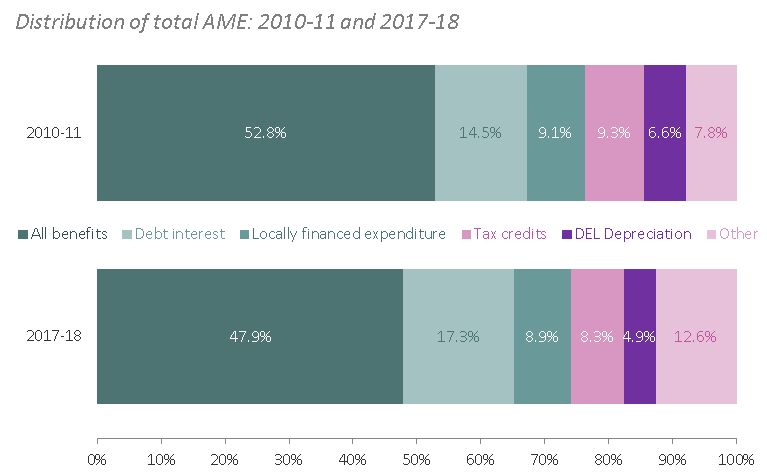 Distribution of total AME: 2010-11 and 2017-18
2010-11 52.8% 14.5% 9.1% 9.3% 6.6% 7.8%
All benefits Debt interest Locally financed expenditure Tax credits DEL Depreciation Other
2017-18 47.9% 17.3% 8.9% 8.3% 4.9% 12.6%
0% 10% 20% 30% 40% 50% 60% 70% 80% 90% 100%